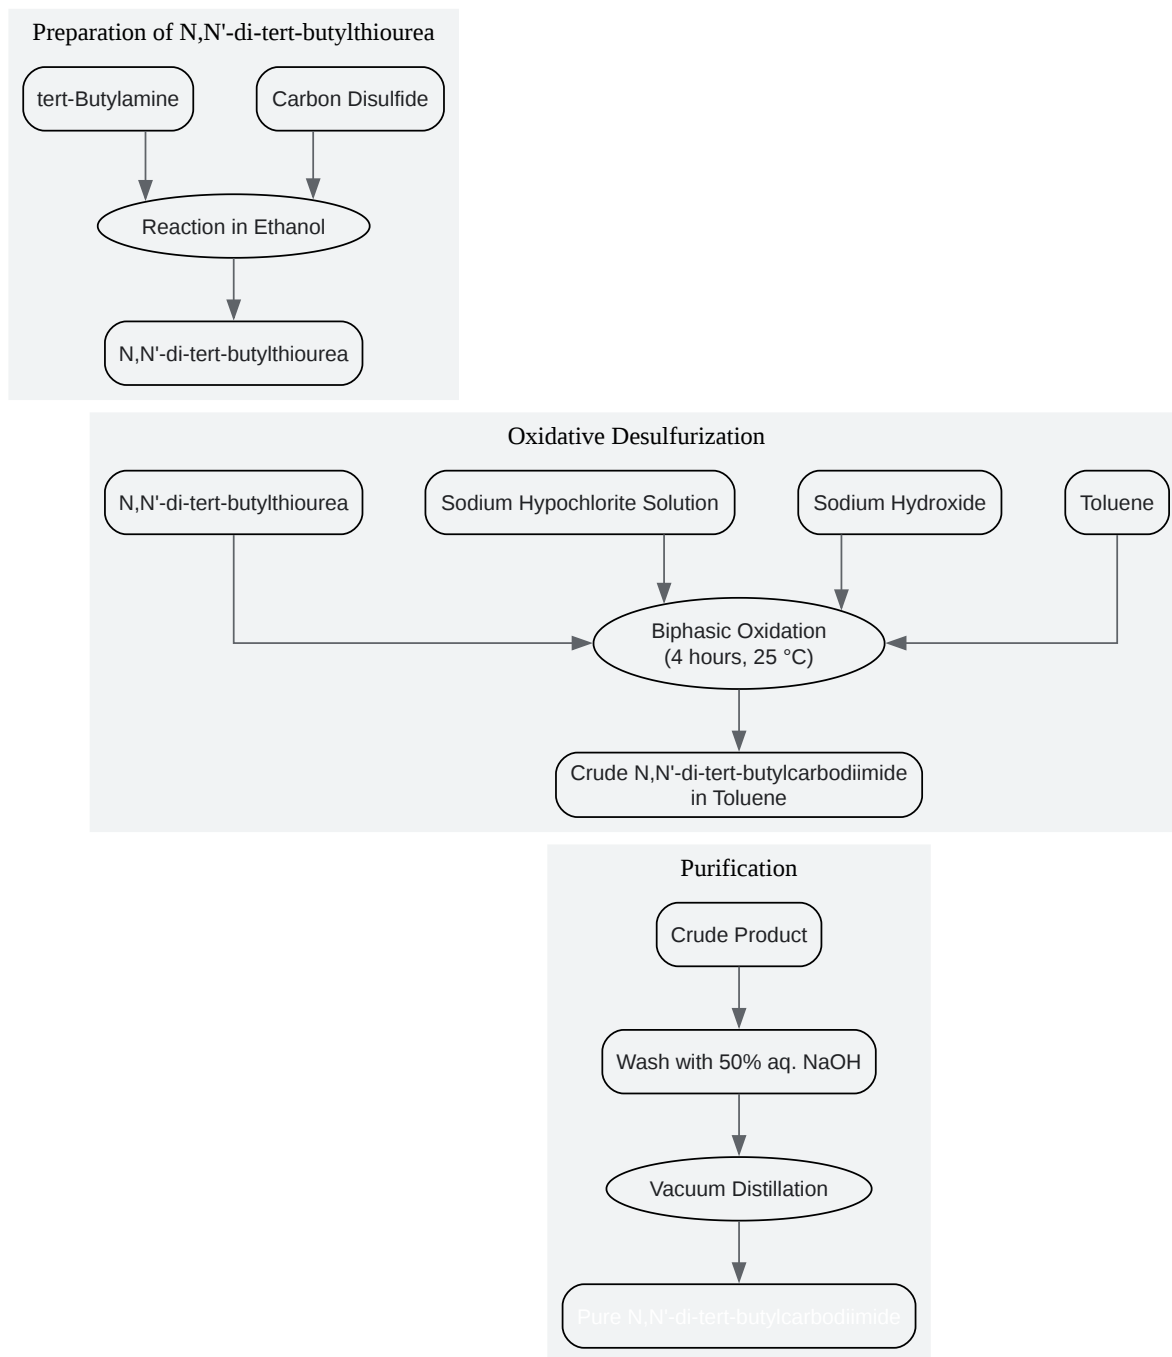 Preparation of N,N'-di-tert-butylthiourea
tert-Butylamine
Carbon Disulfide
Reaction in Ethanol
N,N'-di-tert-butylthiourea
Oxidative Desulfurization
N,N'-di-tert-butylthiourea
Sodium Hypochlorite Solution
Sodium Hydroxide
Toluene
Biphasic Oxidation
(4 hours, 25 °C)
Crude N,N'-di-tert-butylcarbodiimide
in Toluene
Purification
Crude Product
Wash with 50% aq. NaOH
Vacuum Distillation
Pure N,N'-di-tert-butylcarbodiimide